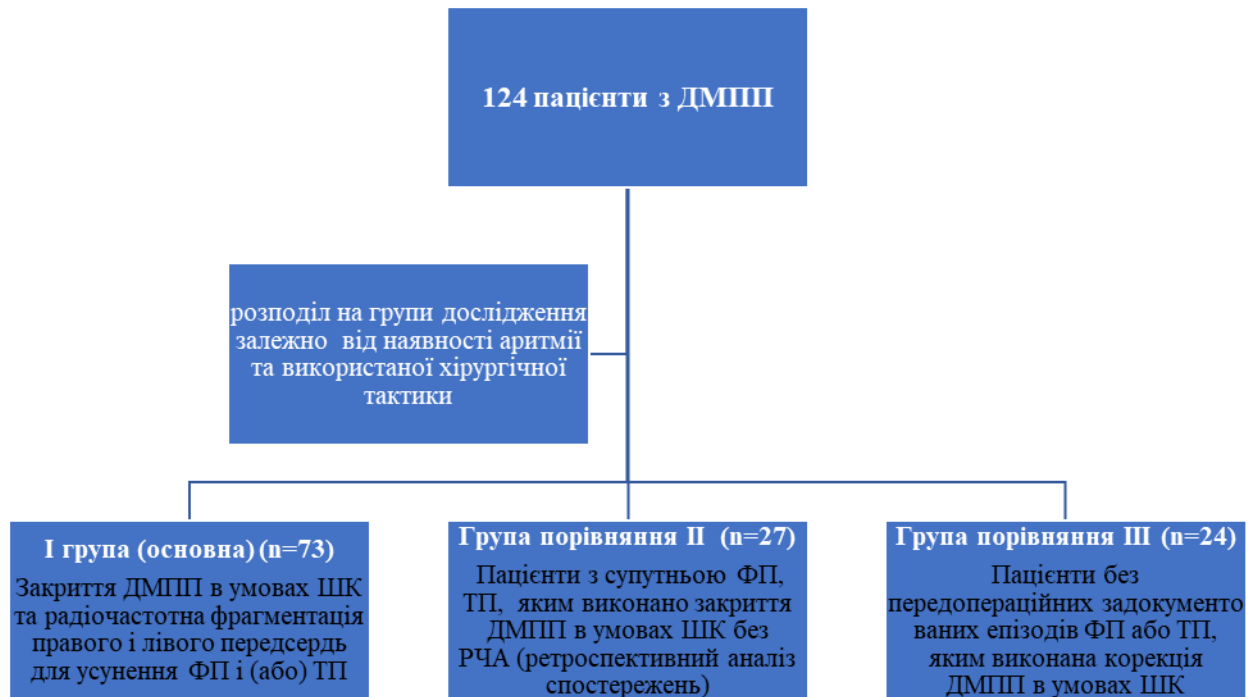 124 пацієнти з ДМПП
розподіл на групи дослідження
залежно від наявності аритмії
та використаної хірургічної
тактики
І група (основна) (n=73)
Закриття ДМПП в умовах ШК
та радіочастотна фрагментація
правого і лівого передсердь
для усунення ФП і (або) ТП
Група порівняння ІІ (n=27)
Пацієнти з супутньою ФП,
ТП, яким виконано закриття
ДМПП в умовах ШК без
РЧА (ретроспективний аналіз
спостережень)
Група порівняння ІІІ (n=24)
Пацієнти без
передопераційних задокументо
ваних епізодів ФП або ТП,
яким виконана корекція
ДМПП в умовах ШК